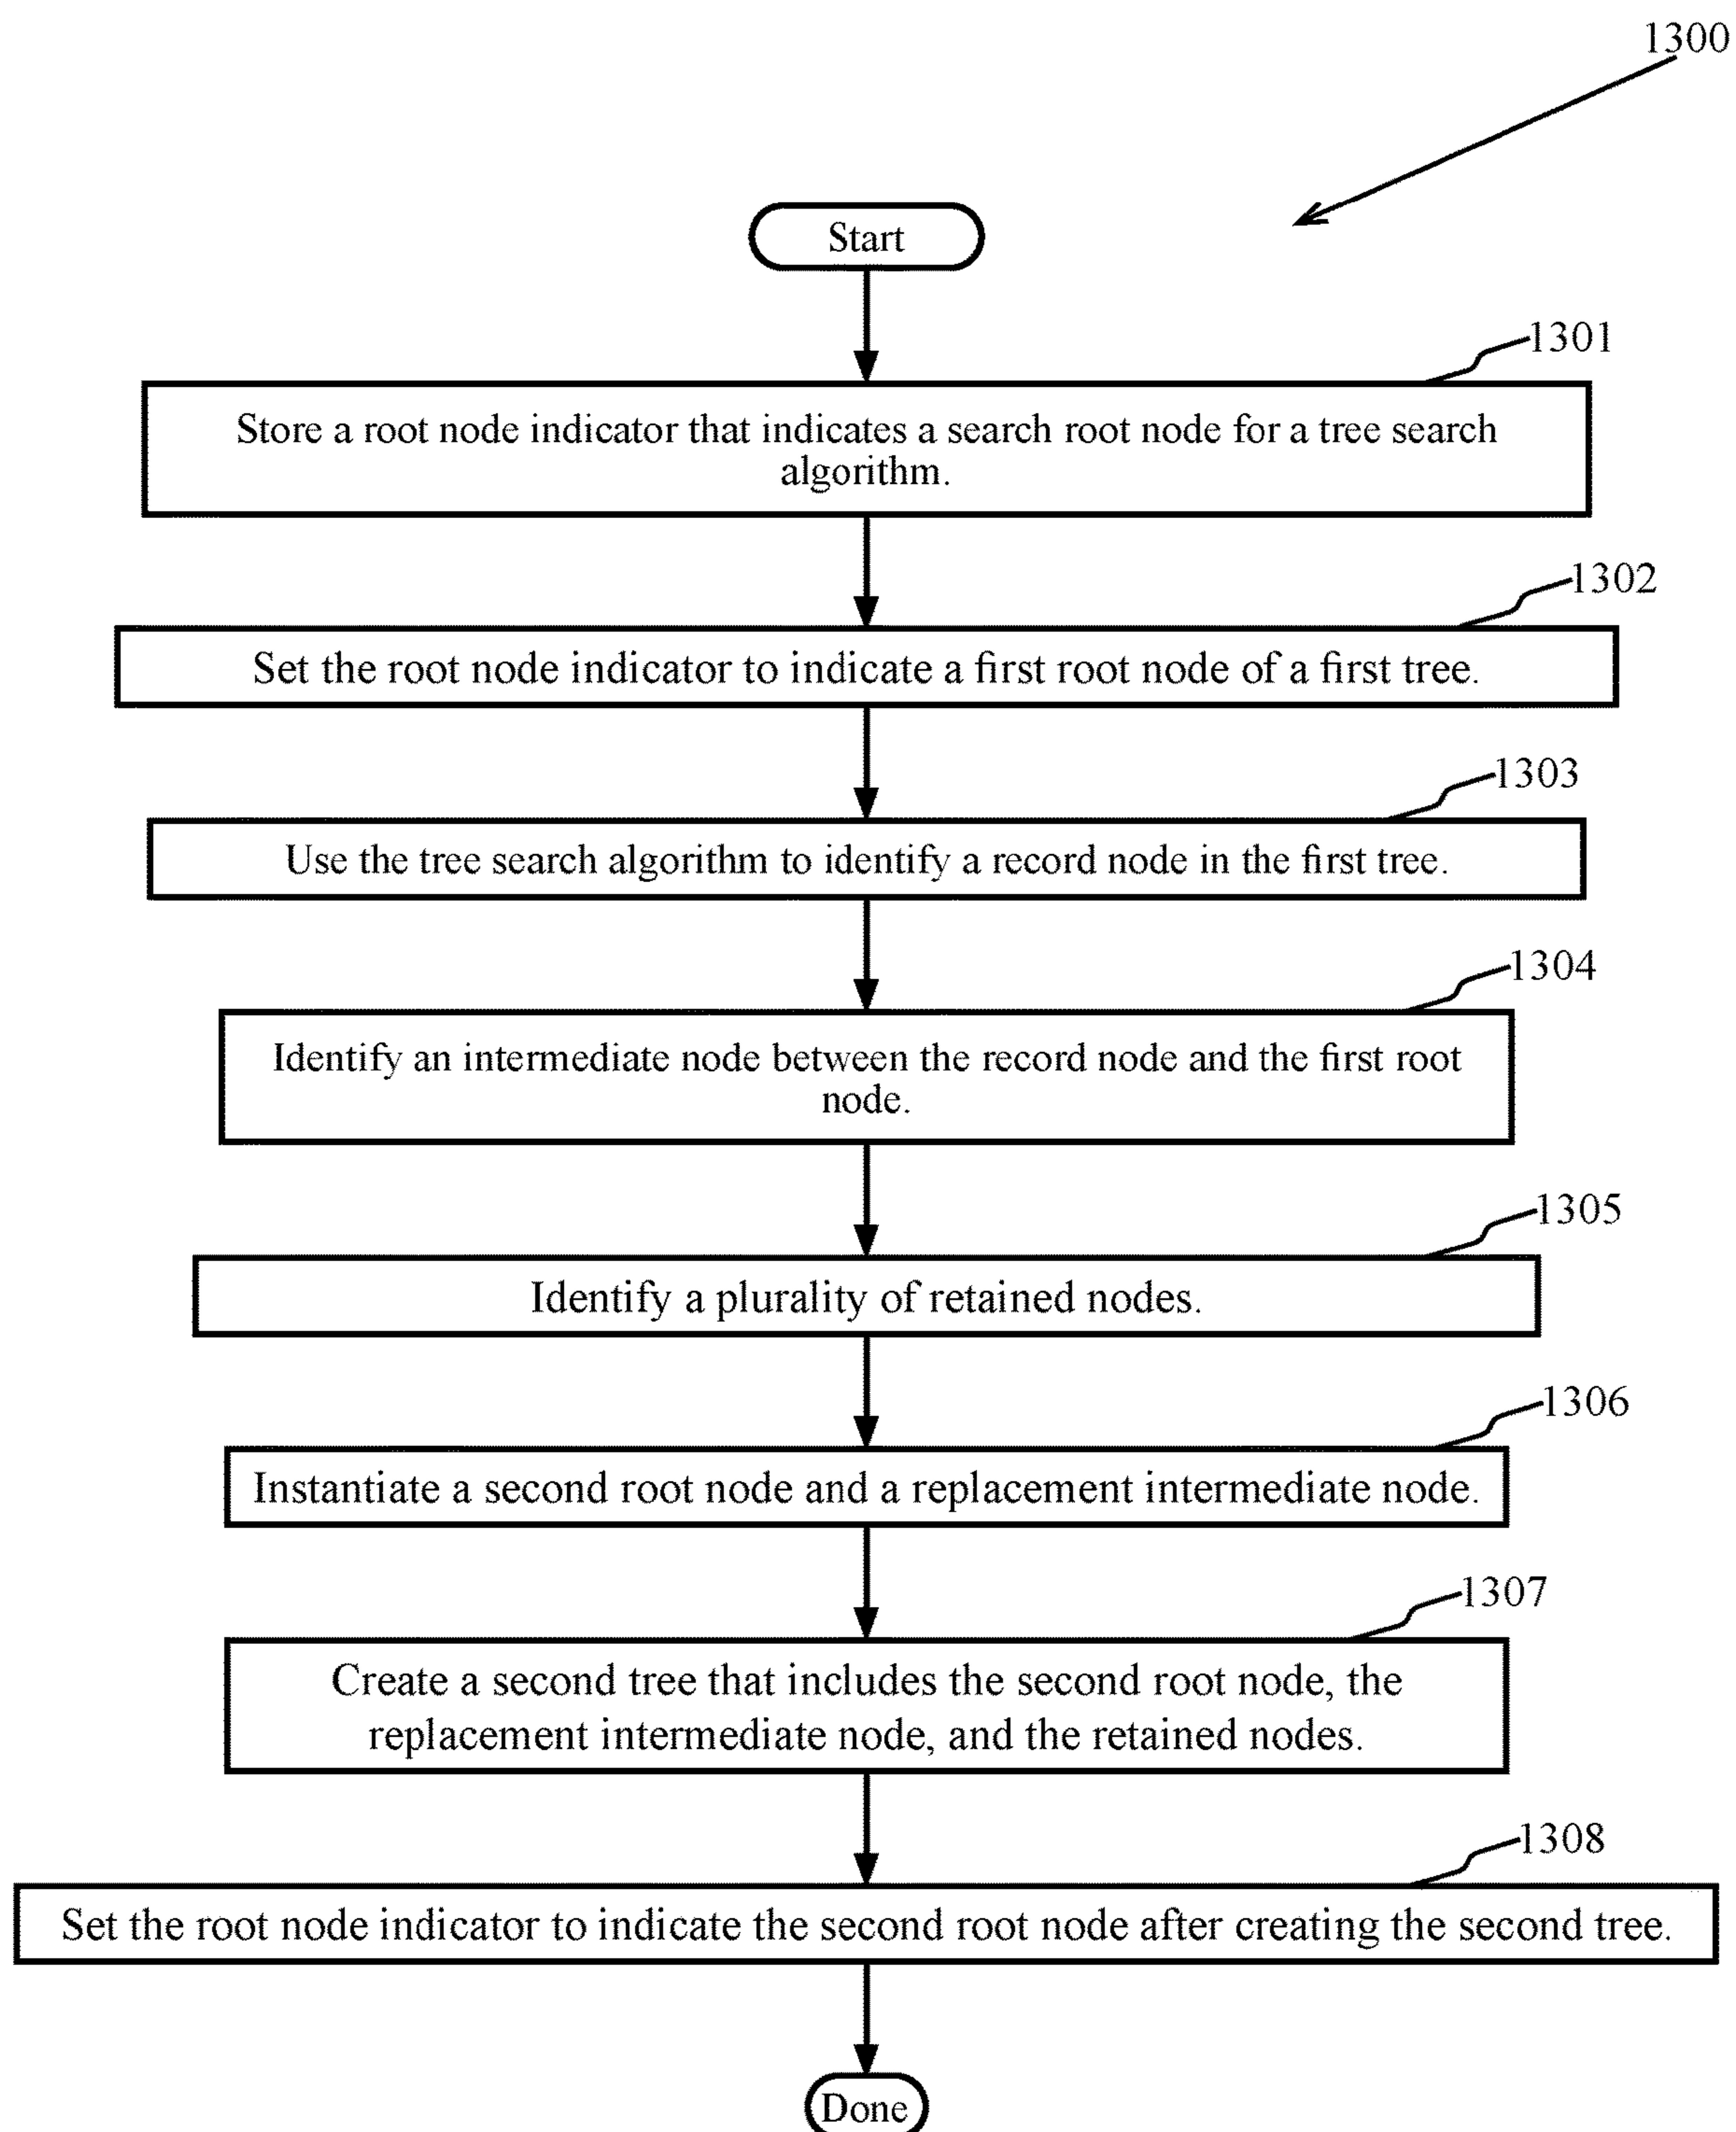 1300
Start
1301
Store a root node indicator that indicates a search root node for a tree search
algorithm.
1302
Set the root node indicator to indicate a first root node of a first tree.
1303
Use the tree search algorithm to identify a record node in the first tree.
1304
Identify an intermediate node between the record node and the first root
node.
1305
Identify a plurality of retained nodes.
1306
Instantiate a second root node and a replacement intermediate node.
1307
Create a second tree that includes the second root node, the
replacement intermediate node, and the retained nodes.
1308
Set the root node indicator to indicate the second root node after creating the second tree.
Done